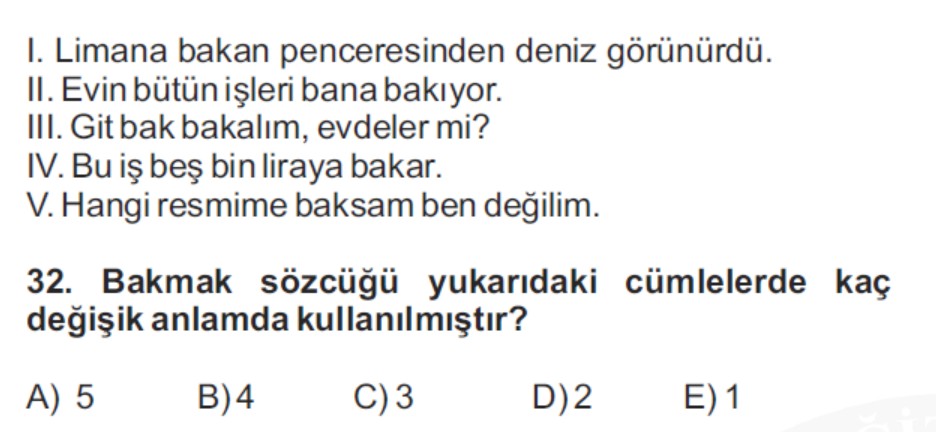 I. Limana bakan penceresinden deniz görünürdü.
II. Evin bütün işleri bana bakıyor.
III. Git bak bakalım, evdeler mi?
IV. Bu iş beş bin liraya bakar.
V. Hangi resmime baksam ben değilim.
32. Bakmak sözcüğü yukarıdaki cümlelerde kaç
değişik anlamda kullanılmıştır?
A) 5 B) 4 C) 3 D) 2 E) 1